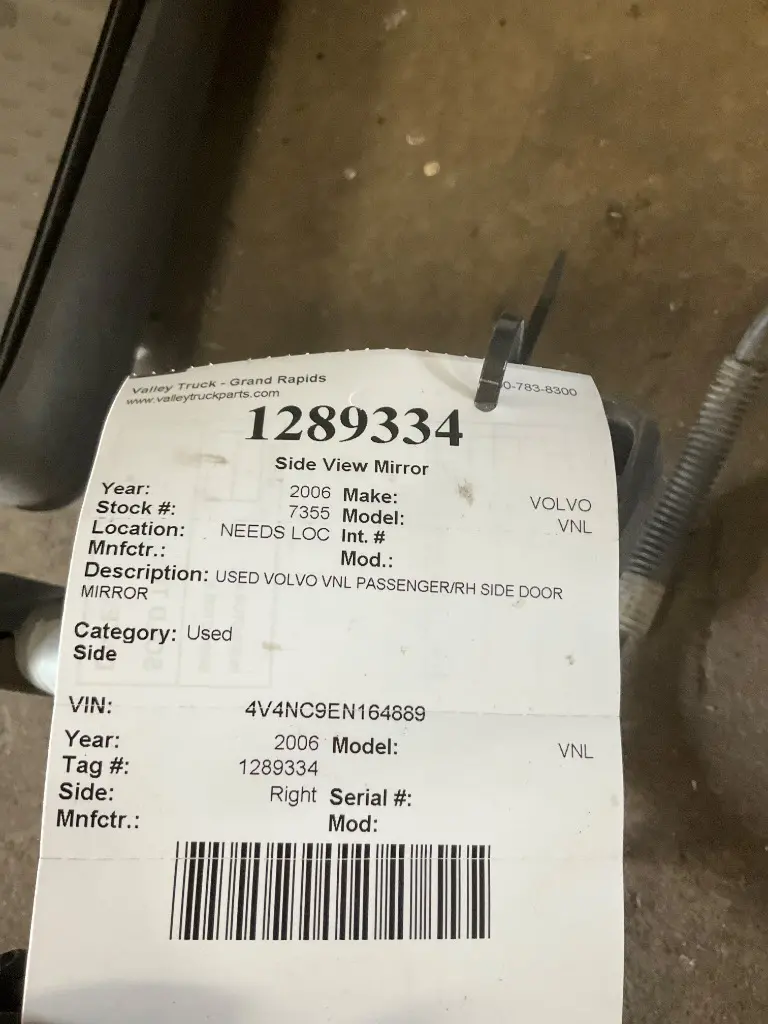 Valley Truck - Grand Rapids
www.valleytruckparts.com
0-783-8300
1289334
Side View Mirror
Year: 2006 Make: VOLVO
Stock #: 7355 Model: VNL
Location: NEEDS LOC Int. #
Mnfctr.: Mod.:
Description: USED VOLVO VNL PASSENGER/RH SIDE DOOR
MIRROR
Category: Used
Side
VIN: 4V4NC9EN164889
Year: 2006 Model: VNL
Tag #: 1289334
Side: Right Serial #:
Mnfctr.: Mod: